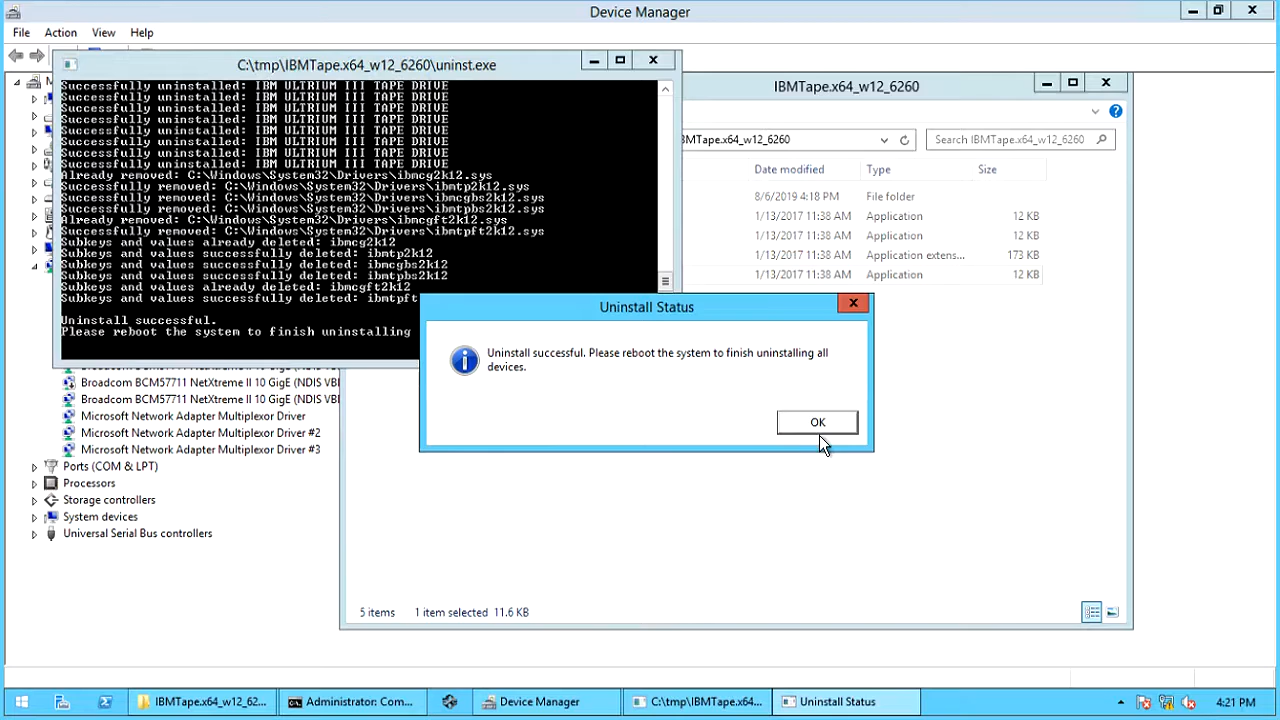 Device Manager
File Action View Help
C:\tmp\IBMTape.x64_w12_6260\uninst.exe
Successfully uninstalled: IBM ULTRIUM III TAPE DRIVE
Successfully uninstalled: IBM ULTRIUM III TAPE DRIVE
Successfully uninstalled: IBM ULTRIUM III TAPE DRIVE
Successfully uninstalled: IBM ULTRIUM III TAPE DRIVE
Successfully uninstalled: IBM ULTRIUM III TAPE DRIVE
Successfully uninstalled: IBM ULTRIUM III TAPE DRIVE
Successfully uninstalled: IBM ULTRIUM III TAPE DRIVE
Successfully uninstalled: IBM ULTRIUM III TAPE DRIVE
Already removed: C:\Windows\System32\Drivers\ibmcg2k12.sys
Successfully removed: C:\Windows\System32\Drivers\ibmtp2k12.sys
Successfully removed: C:\Windows\System32\Drivers\ibmcgbs2k12.sys
Successfully removed: C:\Windows\System32\Drivers\ibmtpbs2k12.sys
Already removed: C:\Windows\System32\Drivers\ibmcgft2k12.sys
Successfully removed: C:\Windows\System32\Drivers\ibmtpft2k12.sys
Subkeys and values already deleted: ibmcg2k12
Subkeys and values successfully deleted: ibmtp2k12
Subkeys and values successfully deleted: ibmcgbs2k12
Subkeys and values successfully deleted: ibmtpbs2k12
Subkeys and values already deleted: ibmcgft2k12
Subkeys and values successfully deleted: ibmtpft
Uninstall successful.
Please reboot the system to finish uninstalling
IBMTape.x64_w12_6260
BMTape.x64_w12_6260
Search IBMTape.x64_w12_6260
Date modified Type Size
8/6/2019 4:18 PM File folder
1/13/2017 11:38 AM Application 12 KB
1/13/2017 11:38 AM Application 12 KB
1/13/2017 11:38 AM Application extens... 173 KB
1/13/2017 11:38 AM Application 12 KB
Uninstall Status
Uninstall successful. Please reboot the system to finish uninstalling all
devices.
OK
Broadcom BCM57711 NetXtreme II 10 GigE (NDIS VBI
Broadcom BCM57711 NetXtreme II 10 GigE (NDIS VBI
Microsoft Network Adapter Multiplexor Driver
Microsoft Network Adapter Multiplexor Driver #2
Microsoft Network Adapter Multiplexor Driver #3
Ports (COM & LPT)
Processors
Storage controllers
System devices
Universal Serial Bus controllers
5 items 1 item selected 11.6 KB
IBMTape.x64_w12_62...
Administrator: Com...
Device Manager
C:\tmp\IBMTape.x64...
Uninstall Status
4:21 PM